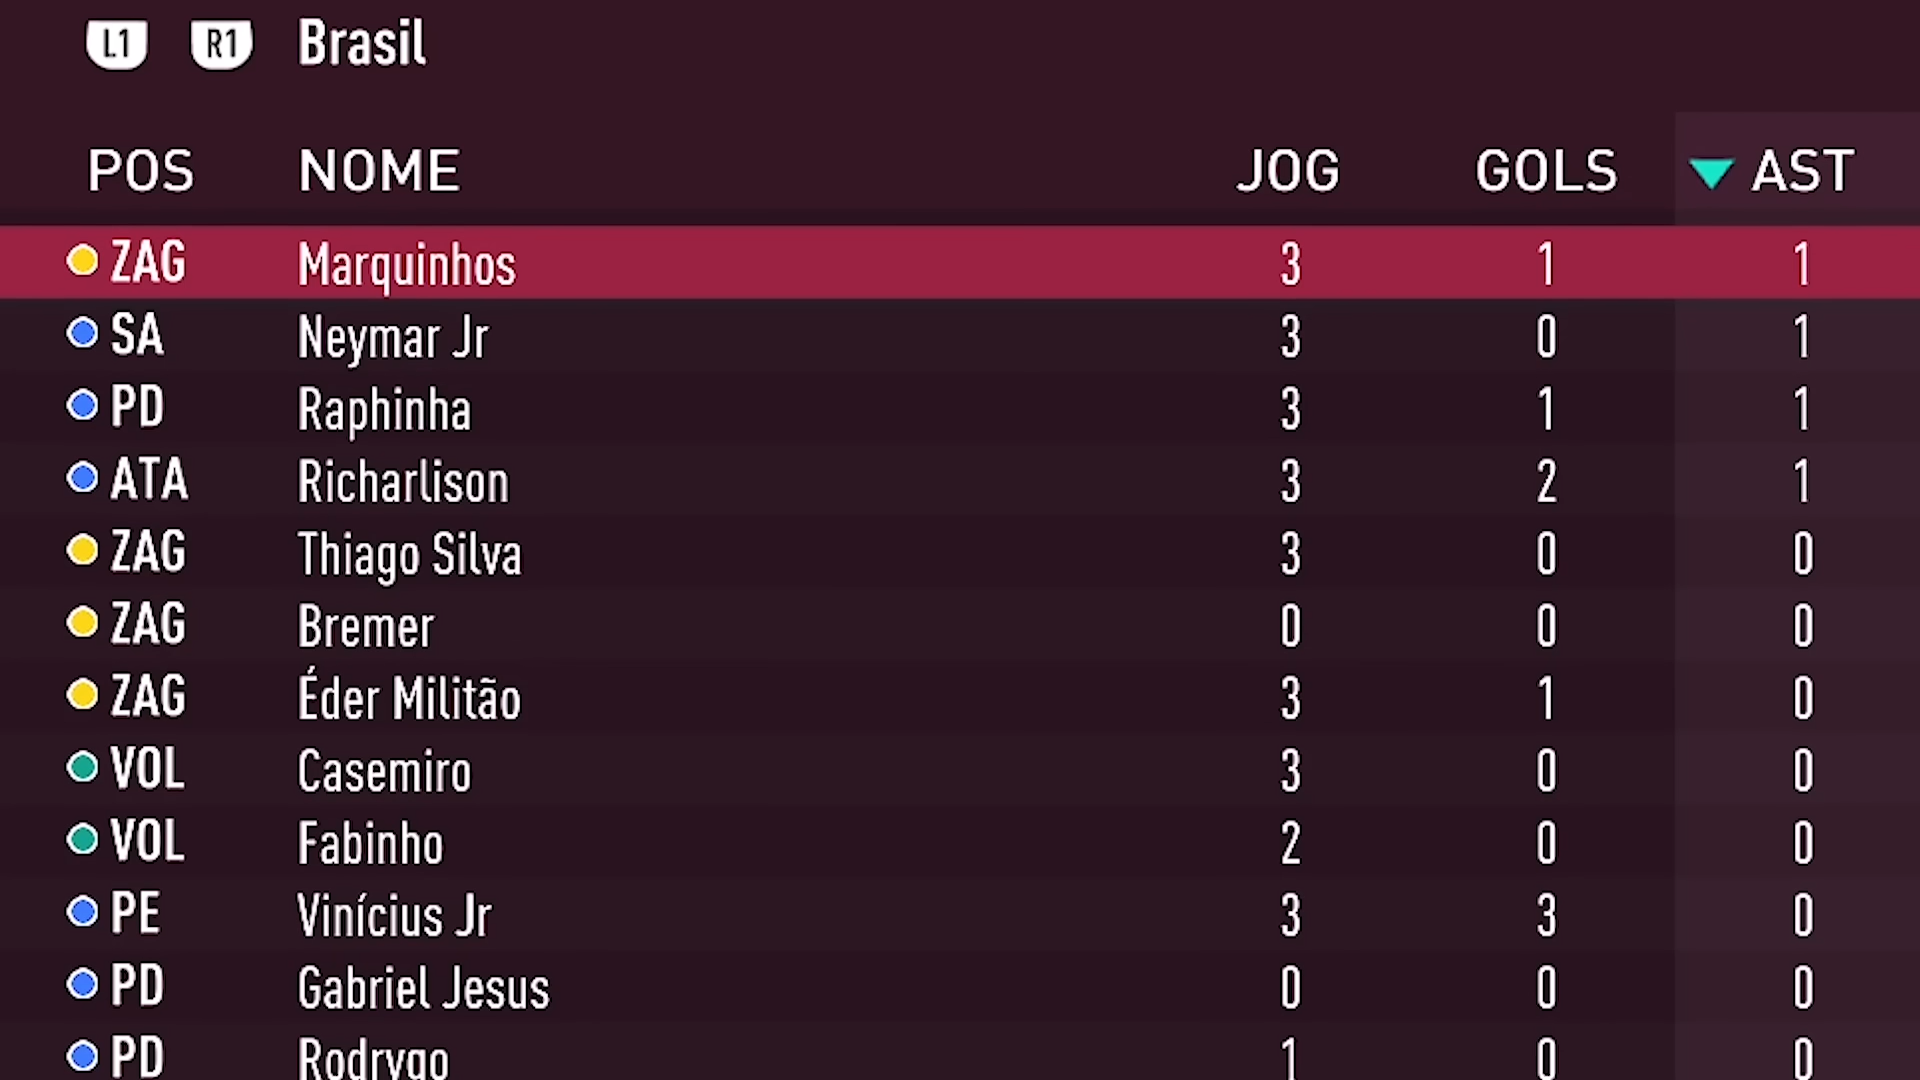 L1 R1 Brasil
POS NOME JOG GOLS AST
ZAG Marquinhos 3 1 1
SA Neymar Jr 3 0 1
PD Raphinha 3 1 1
ATA Richarlison 3 2 1
ZAG Thiago Silva 3 0 0
ZAG Bremer 0 0 0
ZAG Éder Militão 3 1 0
VOL Casemiro 3 0 0
VOL Fabinho 2 0 0
PE Vinícius Jr 3 3 0
PD Gabriel Jesus 0 0 0
PD Rodrygo 1 0 0